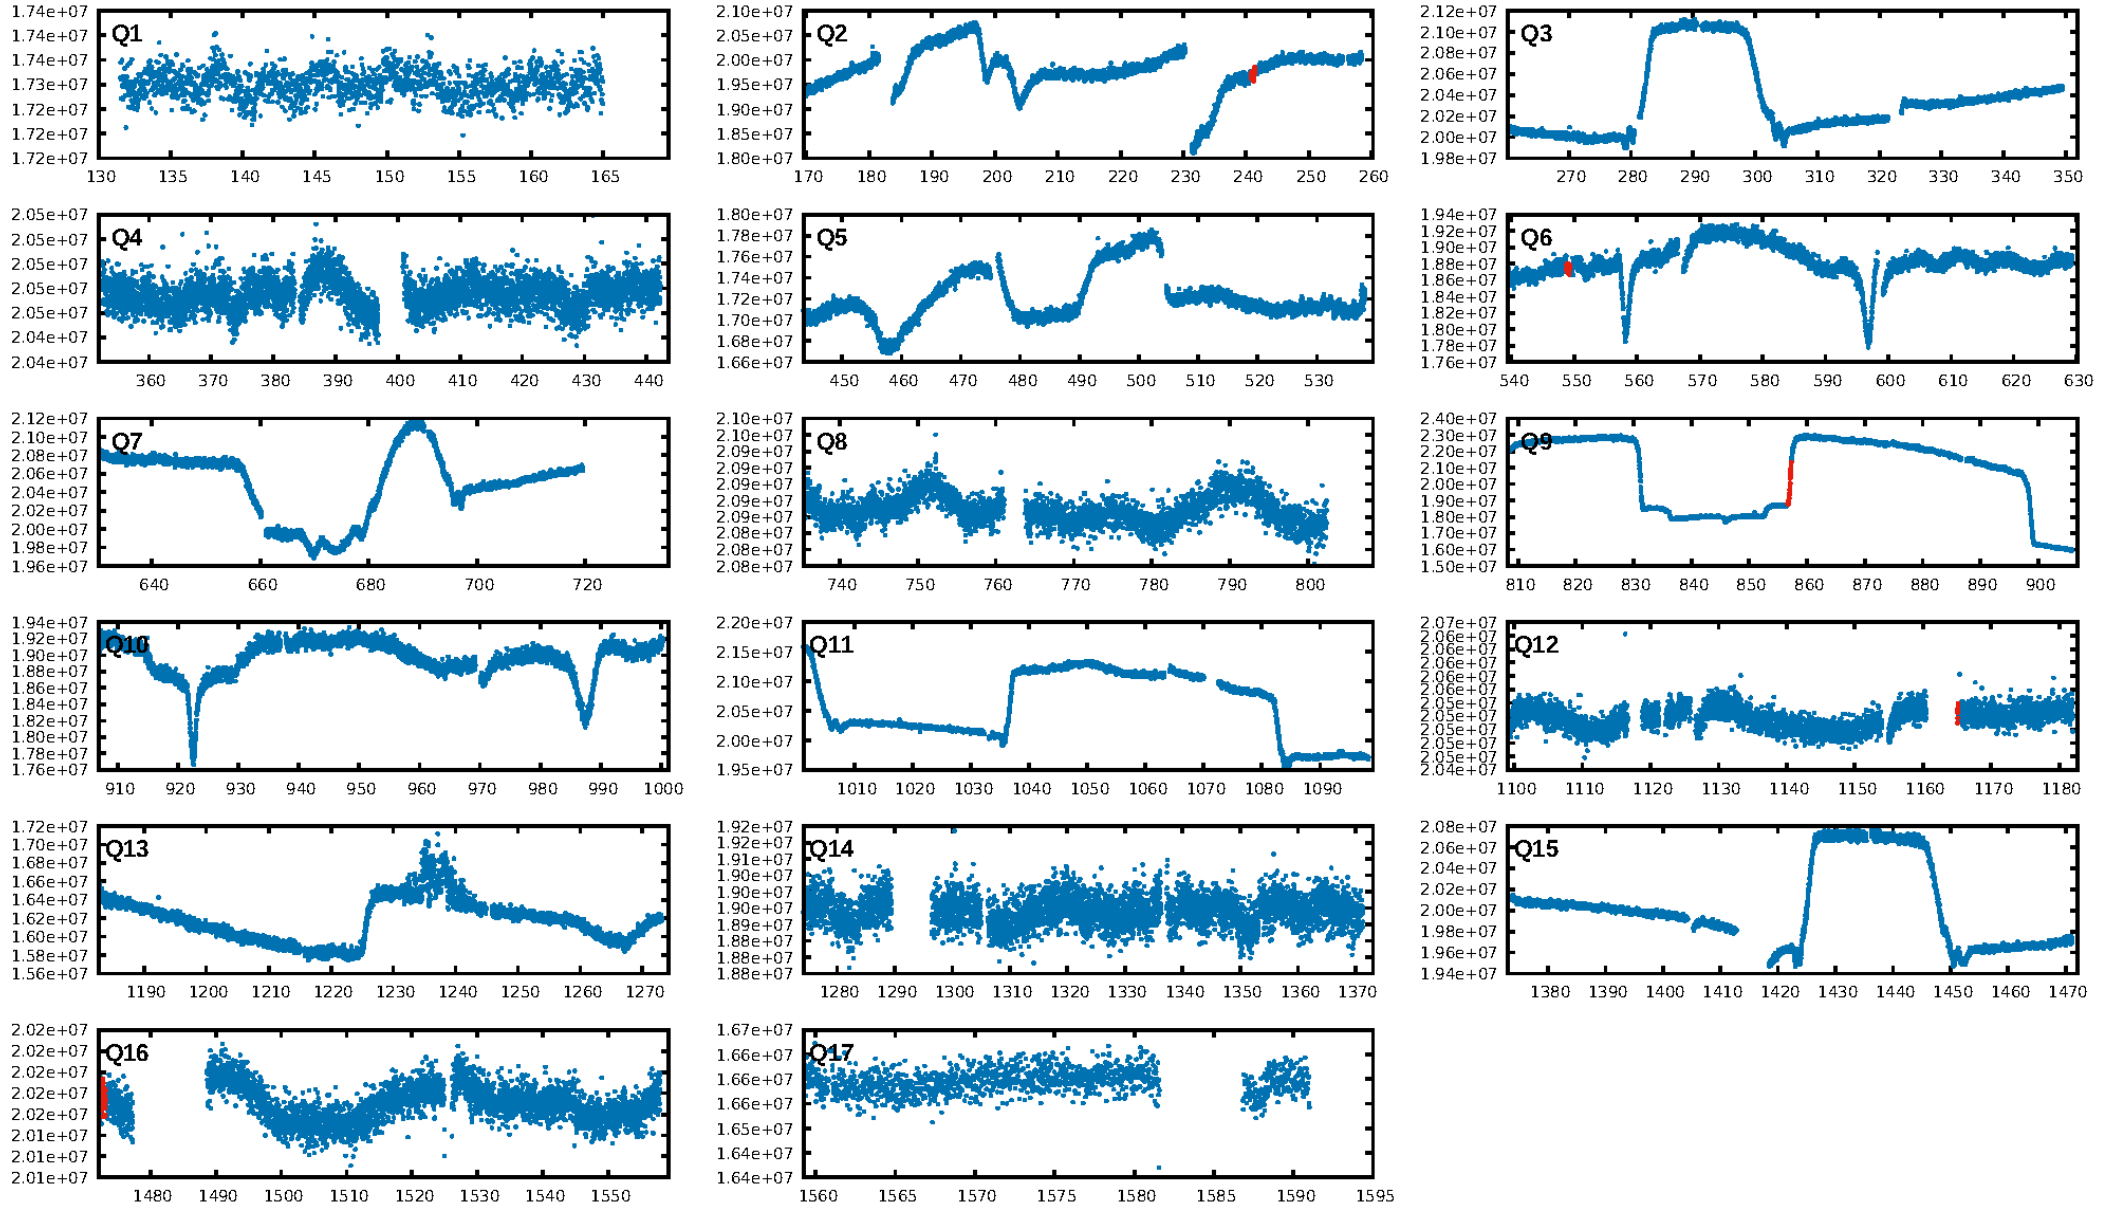 1.74e+07
1.74e+07
1.74e+07
1.73e+07
1.72e+07
1.72e+07
1.72e+07
Q1
130 135 140 145 150 155 160 165
2.10e+07
2.05e+07
2.00e+07
1.95e+07
1.90e+07
1.85e+07
1.80e+07
Q2
170 180 190 200 210 220 230 240 250 260
2.12e+07
2.10e+07
2.08e+07
2.06e+07
2.04e+07
2.02e+07
2.00e+07
1.98e+07
Q3
270 280 290 300 310 320 330 340 350
2.05e+07
2.05e+07
2.05e+07
2.05e+07
2.05e+07
2.04e+07
2.04e+07
Q4
360 370 380 390 400 410 420 430 440
1.80e+07
1.78e+07
1.76e+07
1.74e+07
1.72e+07
1.70e+07
1.68e+07
1.66e+07
Q5
450 460 470 480 490 500 510 520 530
1.94e+07
1.92e+07
1.90e+07
1.88e+07
1.86e+07
1.84e+07
1.82e+07
1.80e+07
1.78e+07
1.76e+07
Q6
540 550 560 570 580 590 600 610 620 630
2.12e+07
2.10e+07
2.08e+07
2.06e+07
2.04e+07
2.02e+07
2.00e+07
1.98e+07
1.96e+07
Q7
640 660 680 700 720
2.10e+07
2.10e+07
2.09e+07
2.09e+07
2.09e+07
2.09e+07
2.09e+07
2.08e+07
2.08e+07
2.08e+07
Q8
740 750 760 770 780 790 800
2.40e+07
2.30e+07
2.20e+07
2.10e+07
2.00e+07
1.90e+07
1.80e+07
1.70e+07
1.60e+07
1.50e+07
Q9
810 820 830 840 850 860 870 880 890 900
1.94e+07
1.92e+07
1.90e+07
1.88e+07
1.86e+07
1.84e+07
1.82e+07
1.80e+07
1.78e+07
1.76e+07
Q10
910 920 930 940 950 960 970 980 990 1000
2.20e+07
2.15e+07
2.10e+07
2.05e+07
2.00e+07
1.95e+07
Q11
1010 1020 1030 1040 1050 1060 1070 1080 1090
2.07e+07
2.06e+07
2.06e+07
2.06e+07
2.06e+07
2.06e+07
2.05e+07
2.05e+07
2.05e+07
2.05e+07
2.04e+07
Q12
1100 1110 1120 1130 1140 1150 1160 1170 1180
1.72e+07
1.70e+07
1.68e+07
1.66e+07
1.64e+07
1.62e+07
1.60e+07
1.58e+07
1.56e+07
Q13
1190 1200 1210 1220 1230 1240 1250 1260 1270
1.92e+07
1.92e+07
1.91e+07
1.90e+07
1.90e+07
1.90e+07
1.89e+07
1.88e+07
1.88e+07
1.88e+07
Q14
1280 1290 1300 1310 1320 1330 1340 1350 1360 1370
2.08e+07
2.06e+07
2.04e+07
2.02e+07
2.00e+07
1.98e+07
1.96e+07
1.94e+07
Q15
1380 1390 1400 1410 1420 1430 1440 1450 1460 1470
2.02e+07
2.02e+07
2.02e+07
2.02e+07
2.02e+07
2.01e+07
2.01e+07
2.01e+07
Q16
1480 1490 1500 1510 1520 1530 1540 1550
1.67e+07
1.66e+07
1.66e+07
1.66e+07
1.65e+07
1.64e+07
1.64e+07
Q17
1560 1565 1570 1575 1580 1585 1590 1595